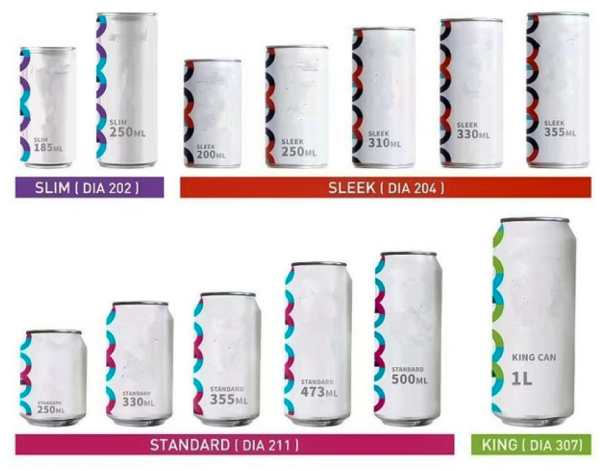 SLIM
185ML
SLIM
250ML
SLEEK
200ML
SLEEK
250ML
SLEEK
310ML
SLEEK
330ML
SLEEK
355ML
SLIM ( DIA 202 )
SLEEK ( DIA 204 )
STANDARD
250ML
STANDARD
330ML
STANDARD
355ML
STANDARD
473ML
STANDARD
500ML
KING CAN
1L
STANDARD ( DIA 211 )
KING ( DIA 307)